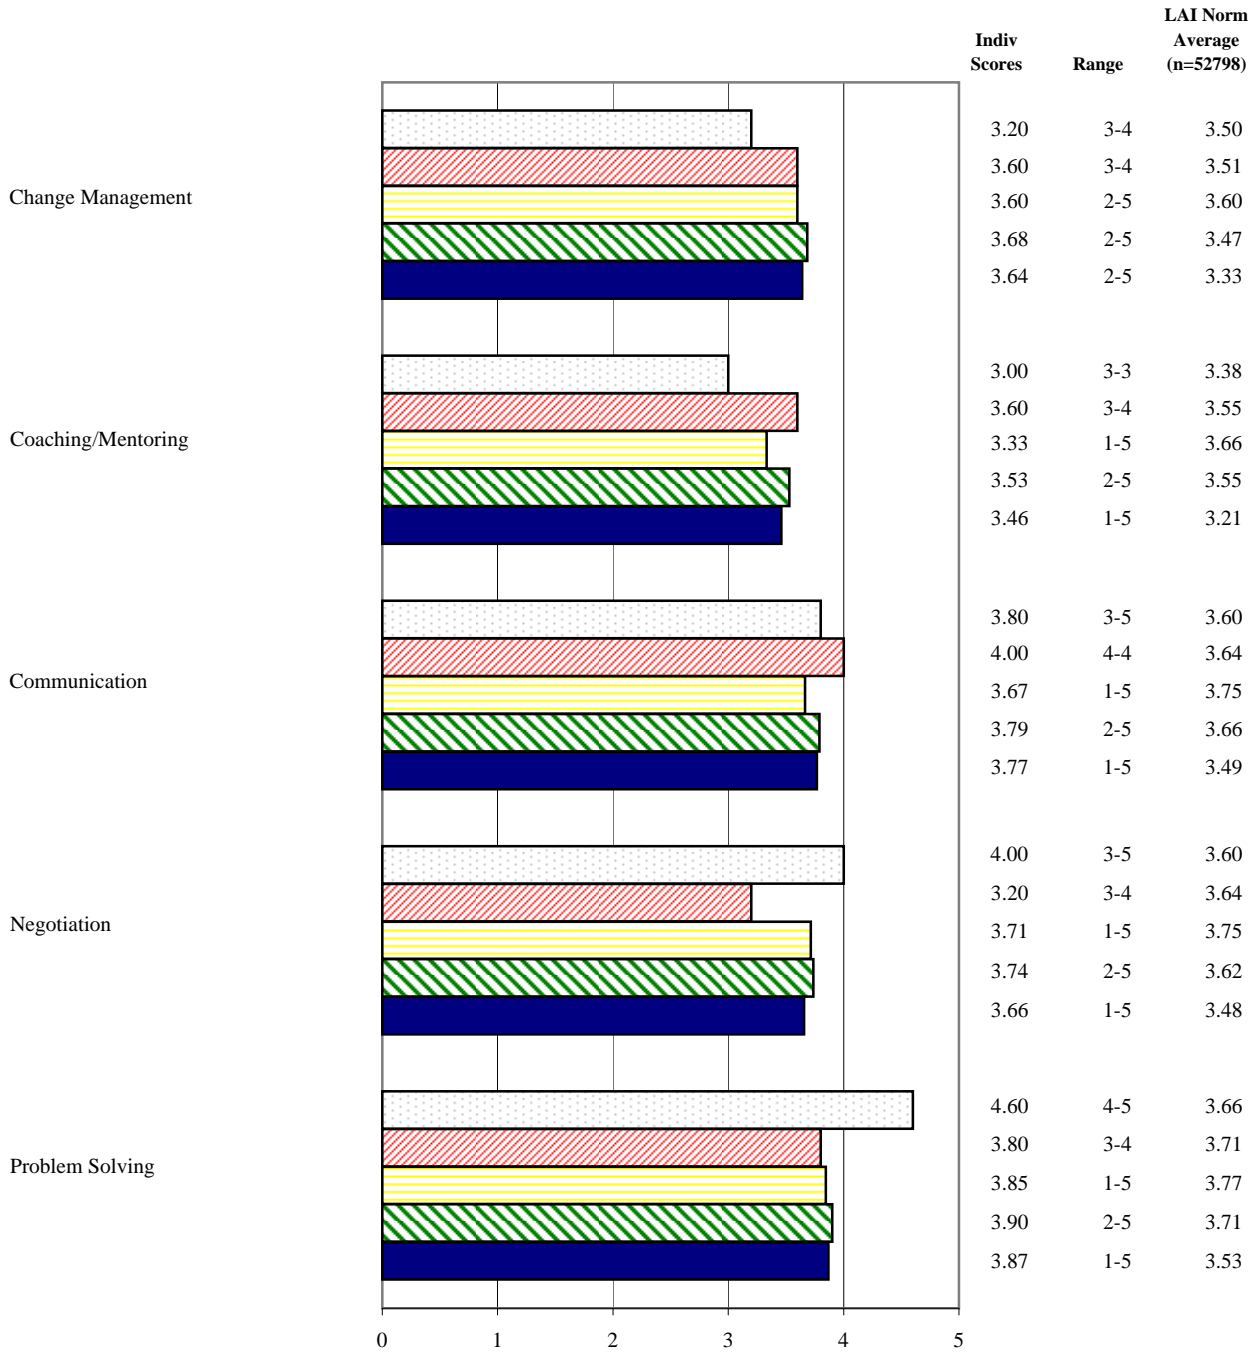 LAI Norm
Indiv Average
Scores Range (n=52798)
3.20 3-4 3.50
3.60 3-4 3.51
Change Management 3.60 2-5 3.60
3.68 2-5 3.47
3.64 2-5 3.33
3.00 3-3 3.38
3.60 3-4 3.55
Coaching/Mentoring 3.33 1-5 3.66
3.53 2-5 3.55
3.46 1-5 3.21
3.80 3-5 3.60
4.00 4-4 3.64
Communication 3.67 1-5 3.75
3.79 2-5 3.66
3.77 1-5 3.49
4.00 3-5 3.60
3.20 3-4 3.64
Negotiation 3.71 1-5 3.75
3.74 2-5 3.62
3.66 1-5 3.48
4.60 4-5 3.66
3.80 3-4 3.71
Problem Solving 3.85 1-5 3.77
3.90 2-5 3.71
3.87 1-5 3.53
0 1 2 3 4 5